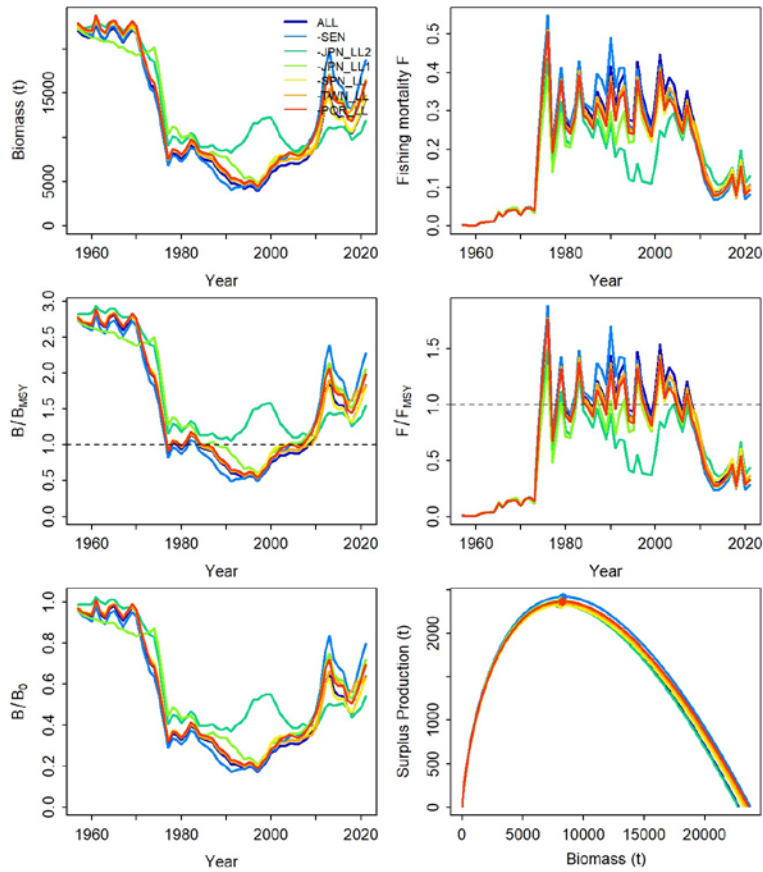 ALL
-SEN
-JPN_LL2
-JPN_LL1
-SPN_LL
-TWN_LL
-POR_LL
Biomass (t)
0 5000 15000
1960 1980 2000 2020
Year
Fishing mortality F
0.0 0.1 0.2 0.3 0.4 0.5
1960 1980 2000 2020
Year
B/BMSY
0.0 0.5 1.0 1.5 2.0 2.5 3.0
1960 1980 2000 2020
Year
F/FMSY
0.0 0.5 1.0 1.5
1960 1980 2000 2020
Year
B/B0
0.0 0.2 0.4 0.6 0.8 1.0
1960 1980 2000 2020
Year
Surplus Production (t)
0 500 1000 2000
0 5000 10000 15000 20000
Biomass (t)